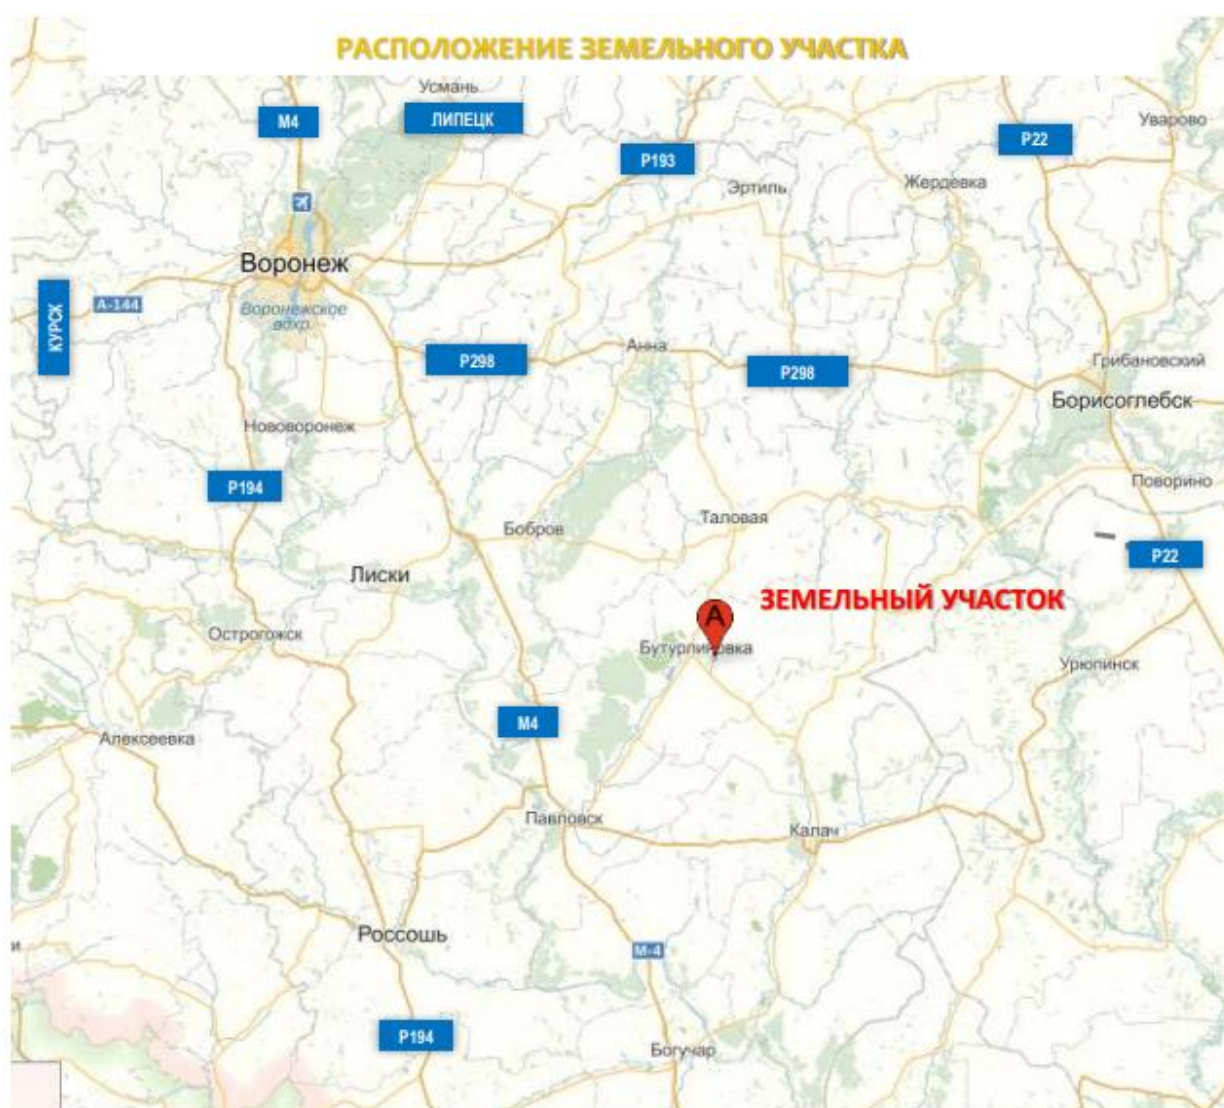 РАСПОЛОЖЕНИЕ ЗЕМЕЛЬНОГО УЧАСТКА
Усмань
М4
ЛИПЕЦК
Уварово
Р22
Р193
Эртиль
Жердевка
Воронеж
КУРСК
А-144
Воронежское
вдхр.
Р298
Анна
Р298
Грибановский
Борисоглебск
Нововоронеж
Р194
Поворино
Таловая
Бобров
Р22
Лиски
ЗЕМЕЛЬНЫЙ УЧАСТОК
А
Острогожск
Бутурлиновка
Урюпинск
М4
Алексеевка
Павловск
Калач
Россошь
и
М-4
Р194
Богучар